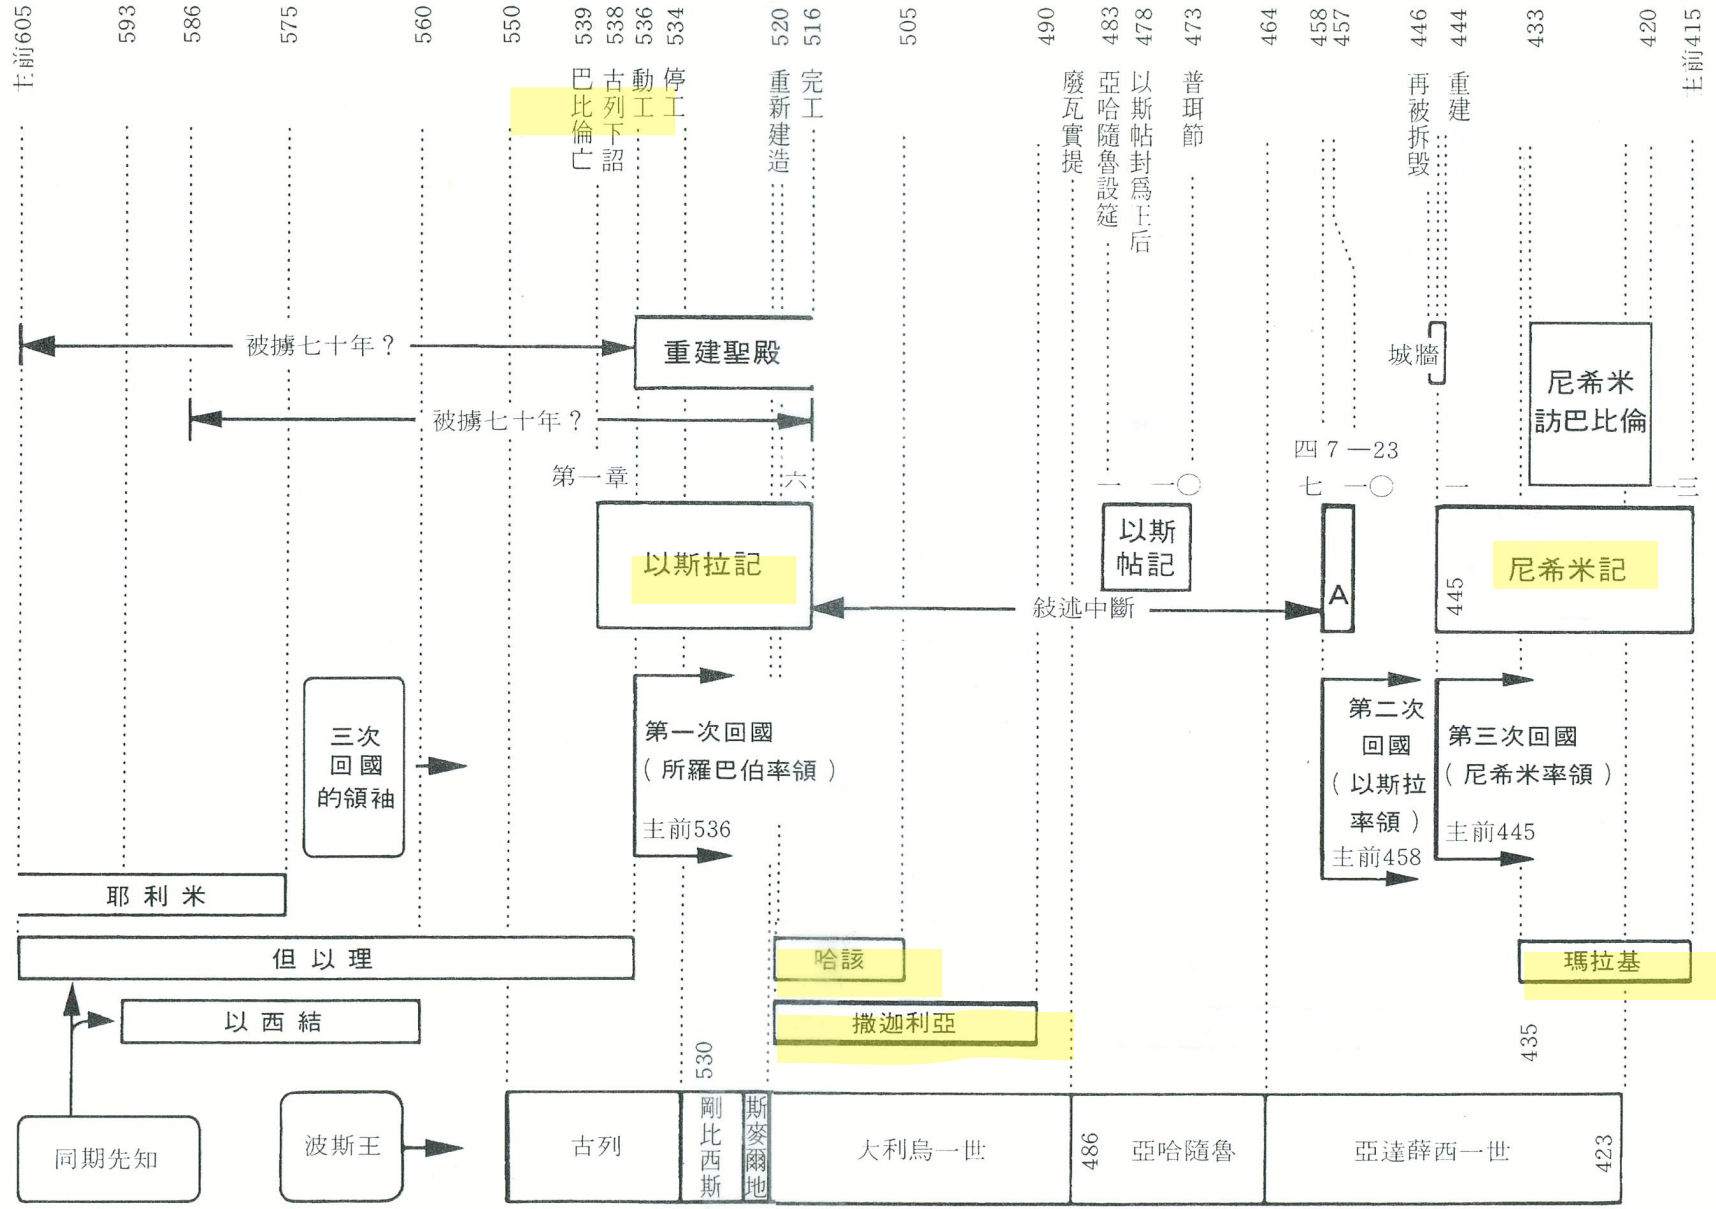 主前605
593
586
575
560
550
539
538
536
534
520
516
505
490
483
478
473
464
458
457
446
444
433
420
主前415
巴比倫亡
古列下詔
動工
停工
重新建造
完工
廢瓦實提
亞哈隨魯設筵
以斯帖封爲王后
普珥節
再被拆毀
重建
被擄七十年?
重建聖殿
城牆
尼希米
訪巴比倫
被擄七十年?
四7—23
第一章
六
一
一〇
七
一〇
一
一三
以斯拉記
以斯
帖記
A
445
尼希米記
敍述中斷
三次
回國
的領袖
第一次回國
(所羅巴伯率領)
主前536
第二次
回國
(以斯拉
率領)
主前458
第三次回國
(尼希米率領)
主前445
耶利米
但以理
哈該
瑪拉基
以西結
撒迦利亞
530
435
同期先知
波斯王
古列
剛比西斯
斯麥爾地
大利烏一世
486
亞哈隨魯
亞達薛西一世
423